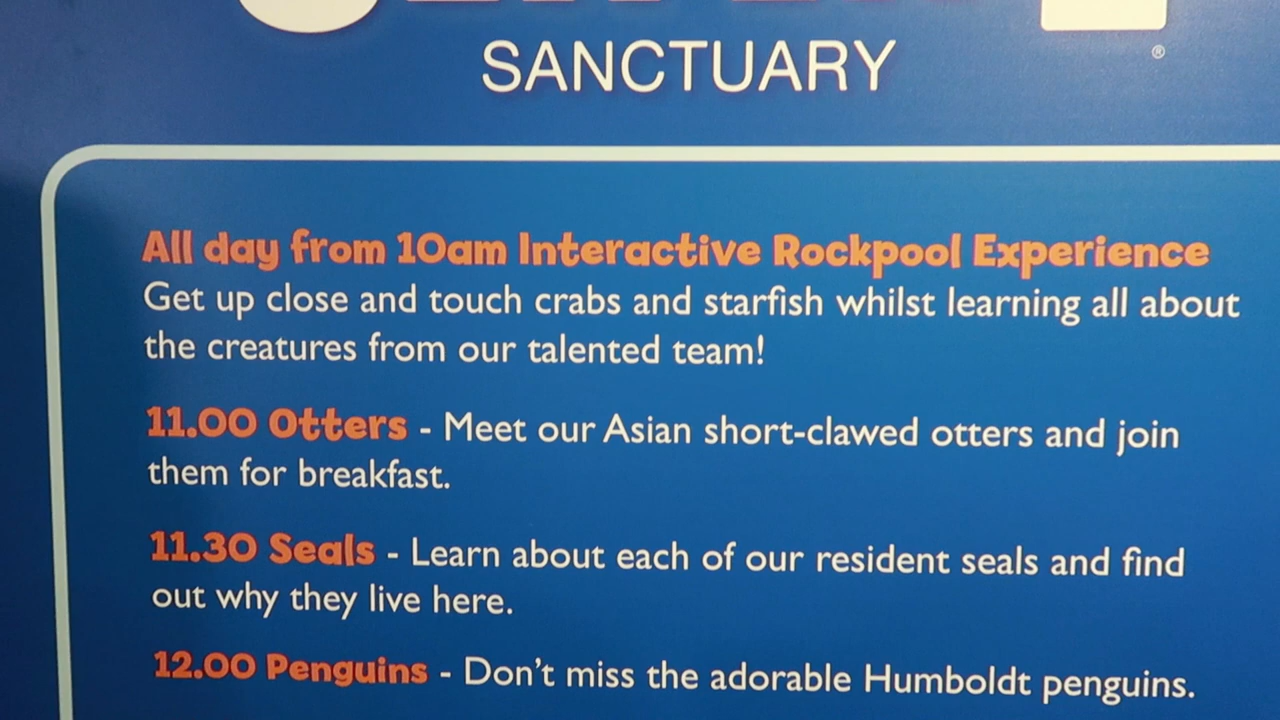 SANCTUARY
®
All day from 10am Interactive Rockpool Experience
Get up close and touch crabs and starfish whilst learning all about
the creatures from our talented team!
11.00 Otters - Meet our Asian short-clawed otters and join
them for breakfast.
11.30 Seals - Learn about each of our resident seals and find
out why they live here.
12.00 Penguins - Don't miss the adorable Humboldt penguins.